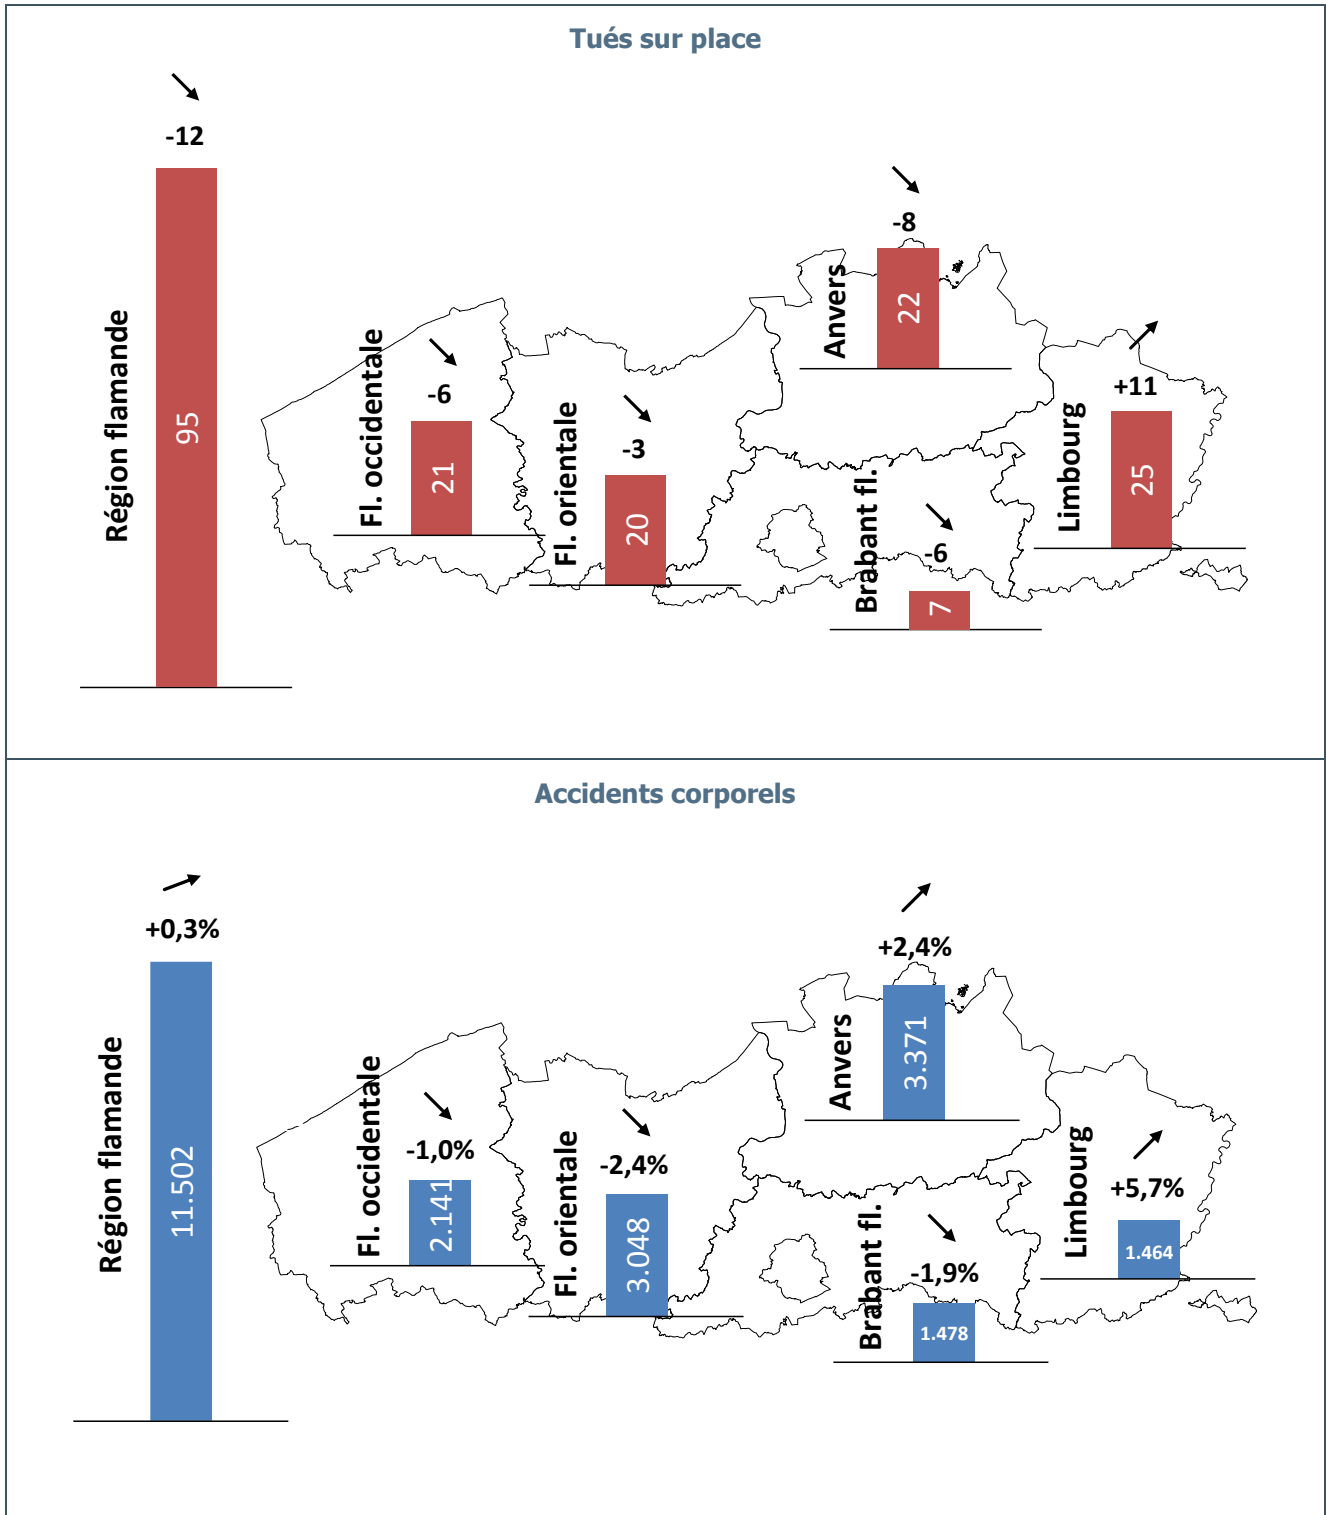 Tués sur place
-12
95
Région flamande
-6
21
Fl. occidentale
-3
20
Fl. orientale
-8
22
Anvers
-6
7
Brabant fl.
+11
25
Limbourg
Accidents corporels
+0,3%
11.502
Région flamande
-1,0%
2.141
Fl. occidentale
-2,4%
3.048
Fl. orientale
+2,4%
3.371
Anvers
-1,9%
1.478
Brabant fl.
+5,7%
1.464
Limbourg